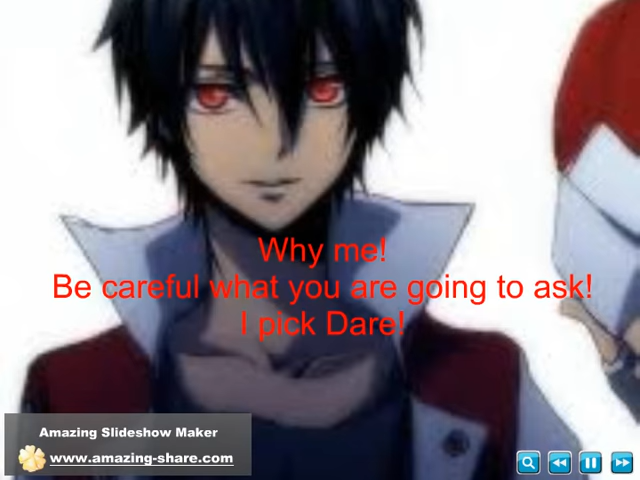 Why me!
Be careful what you are going to ask!
I pick Dare!
Amazing Slideshow Maker
www.amazing-share.com